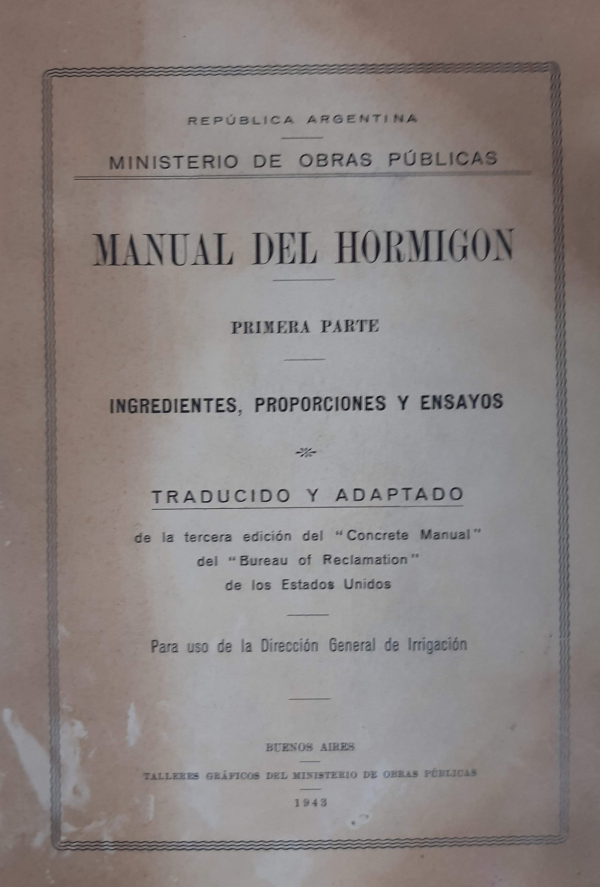 REPÚBLICA ARGENTINA
MINISTERIO DE OBRAS PÚBLICAS
MANUAL DEL HORMIGON
PRIMERA PARTE
INGREDIENTES, PROPORCIONES Y ENSAYOS
TRADUCIDO Y ADAPTADO
de la tercera edición del "Concrete Manual"
del "Bureau of Reclamation"
de los Estados Unidos
Para uso de la Dirección General de Irrigación
BUENOS AIRES
TALLERES GRÁFICOS DEL MINISTERIO DE OBRAS PÚBLICAS
1943